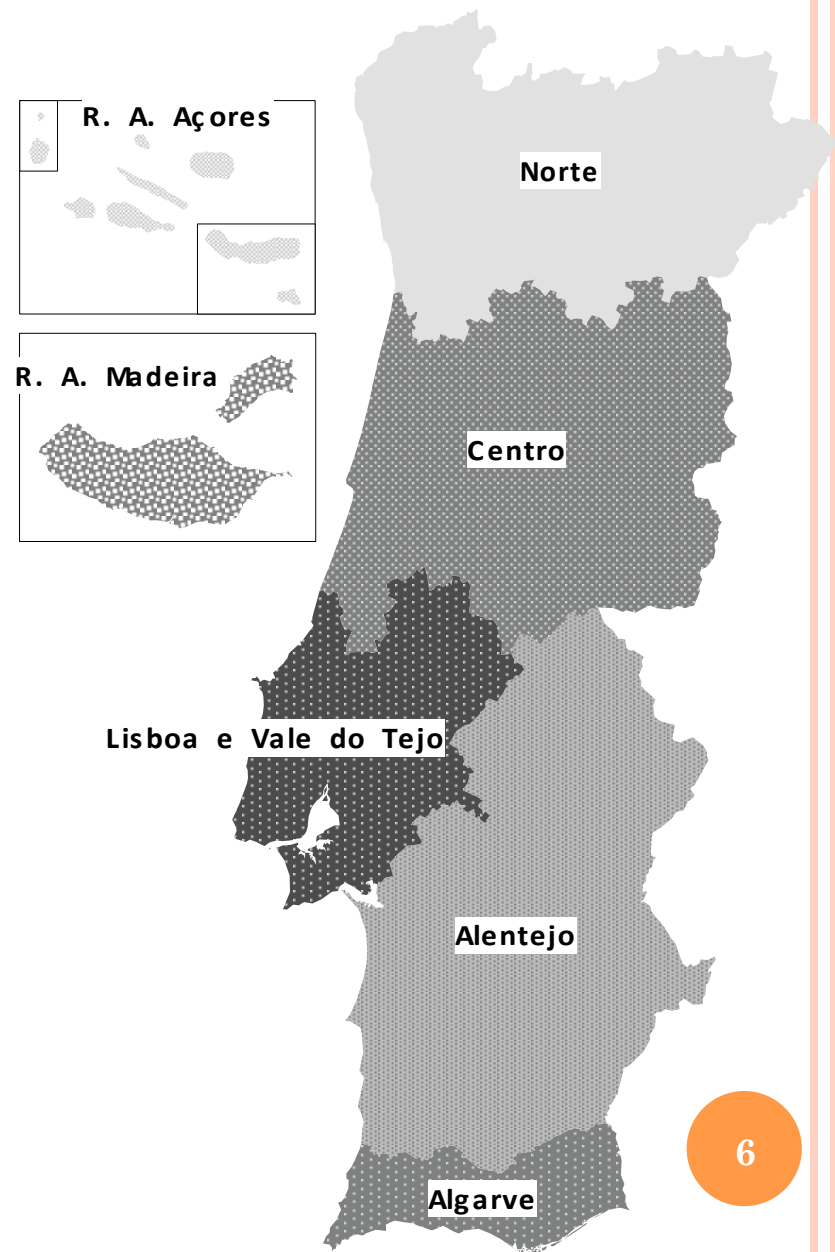 R. A. Açores
Norte
R. A. Madeira
Centro
Lisboa e Vale do Tejo
Alentejo
6
Algarve